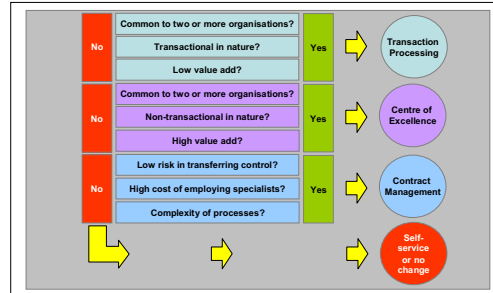 Common to two or more organisations?
No
Transactional in nature?
Yes
Transaction
Processing
Low value add?
Common to two or more organisations?
No
Non-transactional in nature?
Yes
Centre of
Excellence
High value add?
Low risk in transferring control?
No
High cost of employing specialists?
Yes
Contract
Management
Complexity of processes?
Self-
service
or no
change